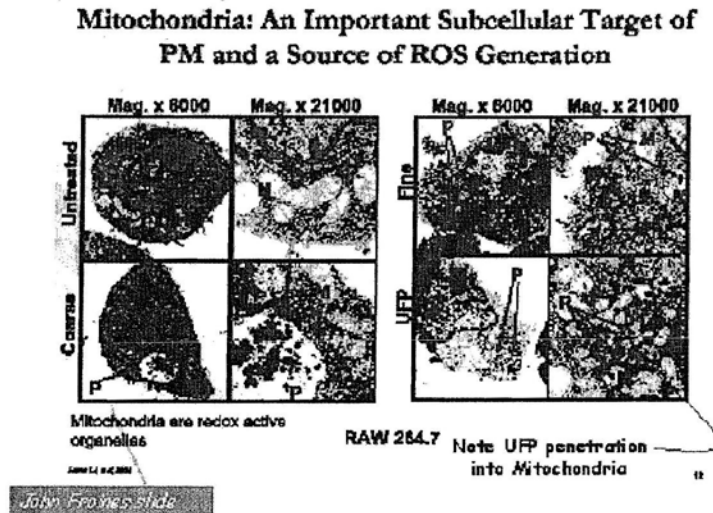 Mitochondria: An Important Subcellular Target of
PM and a Source of ROS Generation
Mag. x 6000 Mag. x 21000 Mag. x 6000 Mag. x 21000
Untreated
M
Fine
P
P
M
Coarse
P
P
UFP
P
P
Mitochondria are redox active
organelles
RAW 264.7
Note UFP penetration
into Mitochondria
John Froines slide